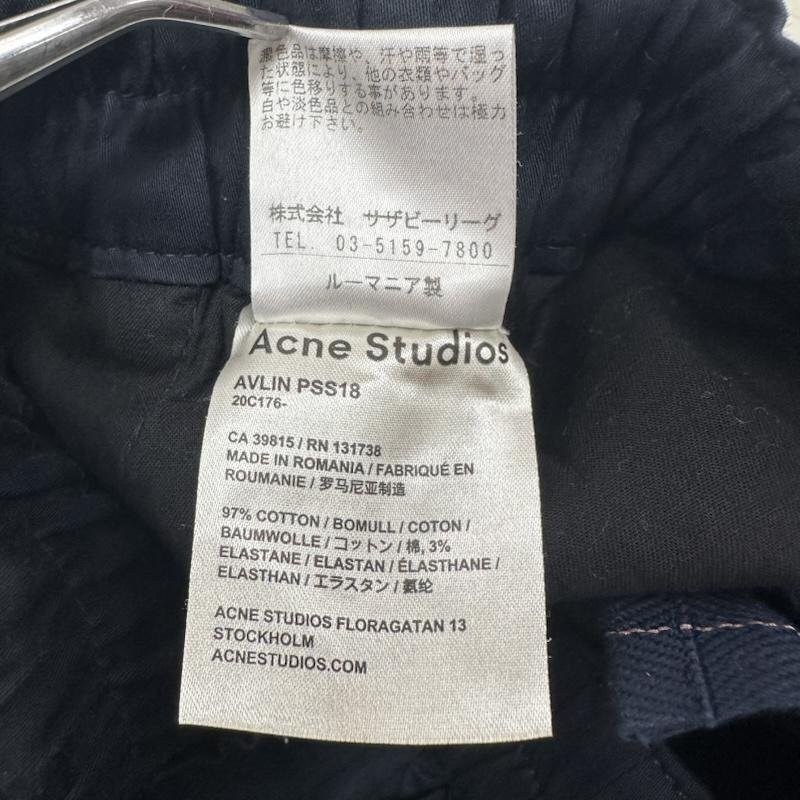 濃色品は摩擦や、汗や雨等で湿っ
た状態により、他の衣類やバッグ
等に色移りする事があります。
白や淡色品との組み合わせは極力
お避け下さい。
株式会社 サザビーリーグ
TEL. 03-5159-7800
ルーマニア製
Acne Studios
AVLIN PSS18
20C176-
CA 39815 / RN 131738
MADE IN ROMANIA / FABRIQUÉ EN
ROUMANIE / 罗马尼亚制造
97% COTTON / BOMULL / COTON /
BAUMWOLLE / コットン / 棉, 3%
ELASTANE / ELASTAN / ÉLASTHANE /
ELASTHAN / エラスタン / 氨纶
ACNE STUDIOS FLORAGATAN 13
STOCKHOLM
ACNESTUDIOS.COM